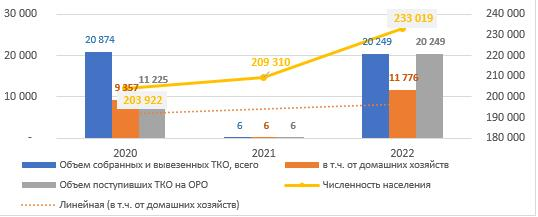 30 000
20 000
10 000
-
240 000
230 000
220 000
210 000
200 000
190 000
180 000
20 874
9 357
11 225
203 922
209 310
6 6 6
233 019
20 249
11 776
20 249
2020 2021 2022
Объем собранных и вывезенных ТКО, всего
в т.ч. от домашних хозяйств
Объем поступивших ТКО на ОРО
Численность населения
Линейная (в т.ч. от домашних хозяйств)